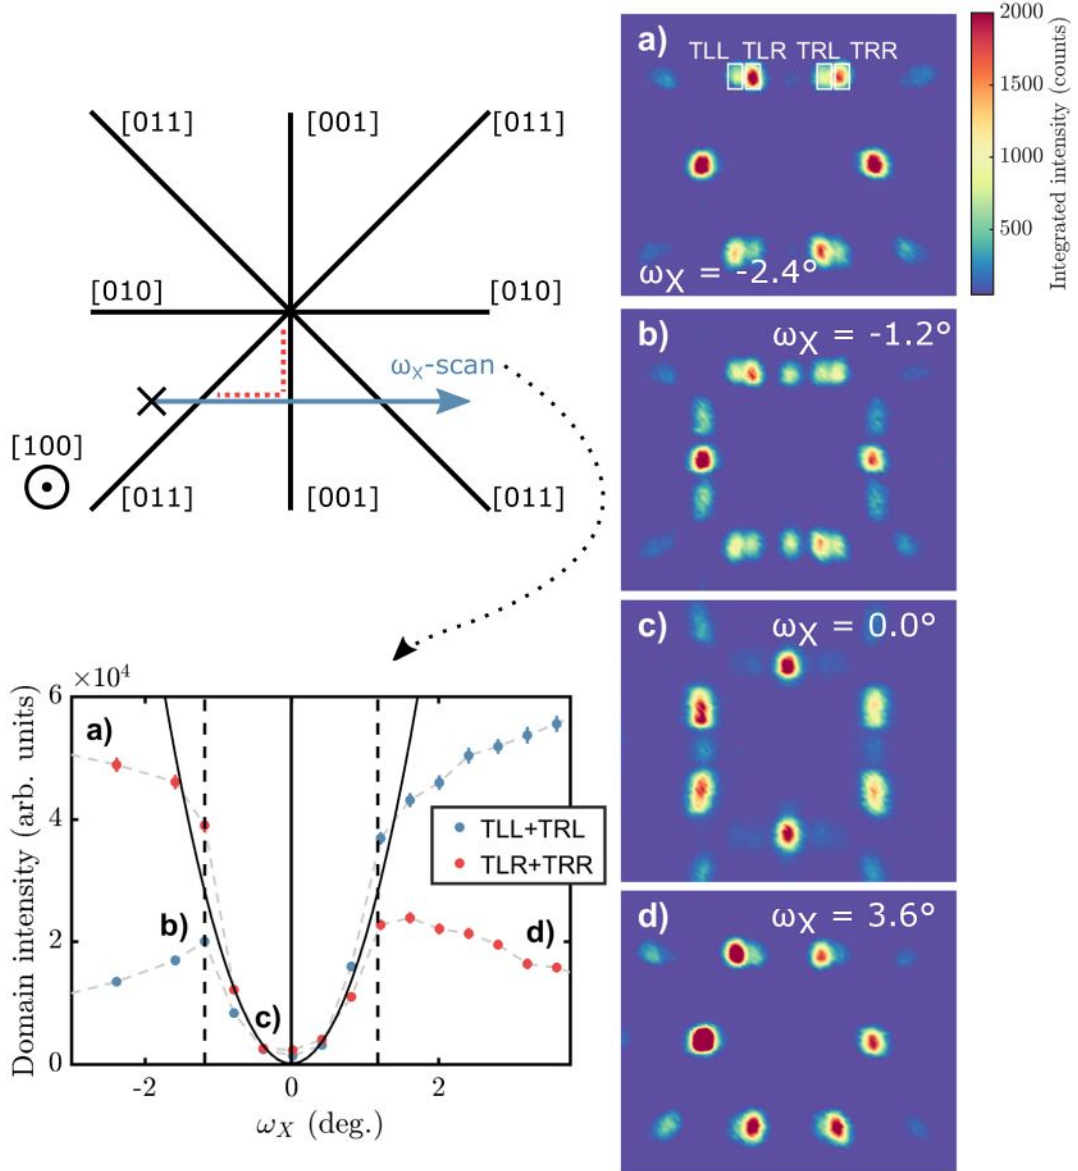 [011]
[001]
[011]
[010]
[010]
ωX-scan
[100]
[011]
[001]
[011]
×10^4
Domain intensity (arb. units)
6
4
2
0
a)
b)
c)
d)
TLL+TRL
TLR+TRR
-2
0
2
ωX (deg.)
a)
TLL TLR TRL TRR
ωX = -2.4°
2000
1500
1000
500
Integrated intensity (counts)
b)
ωX = -1.2°
c)
ωX = 0.0°
d)
ωX = 3.6°